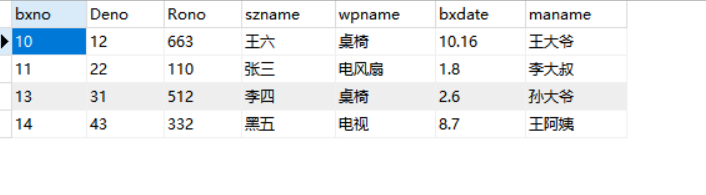 bxno Deno Rono szname wpname bxdate maname
10 12 663 王六 桌椅 10.16 王大爷
11 22 110 张三 电风扇 1.8 李大叔
13 31 512 李四 桌椅 2.6 孙大爷
14 43 332 黑五 电视 8.7 王阿姨